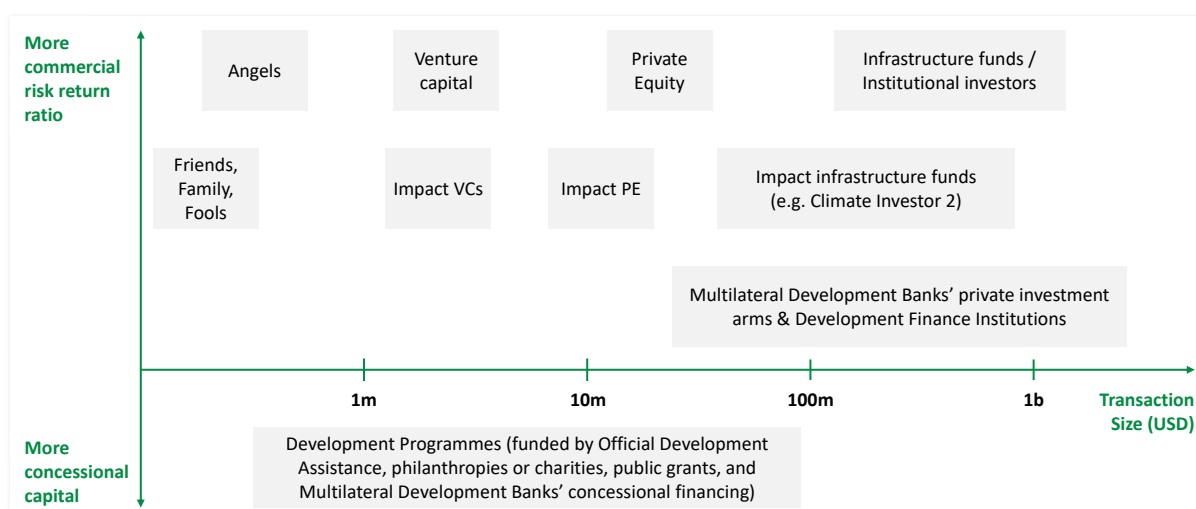 More
commercial
risk return
ratio
Angels
Venture
capital
Private
Equity
Infrastructure funds /
Institutional investors
Friends,
Family,
Fools
Impact VCs
Impact PE
Impact infrastructure funds
(e.g. Climate Investor 2)
Multilateral Development Banks’ private investment
arms & Development Finance Institutions
1m
10m
100m
1b
Transaction
Size (USD)
More
concessional
capital
Development Programmes (funded by Official Development
Assistance, philanthropies or charities, public grants, and
Multilateral Development Banks’ concessional financing)